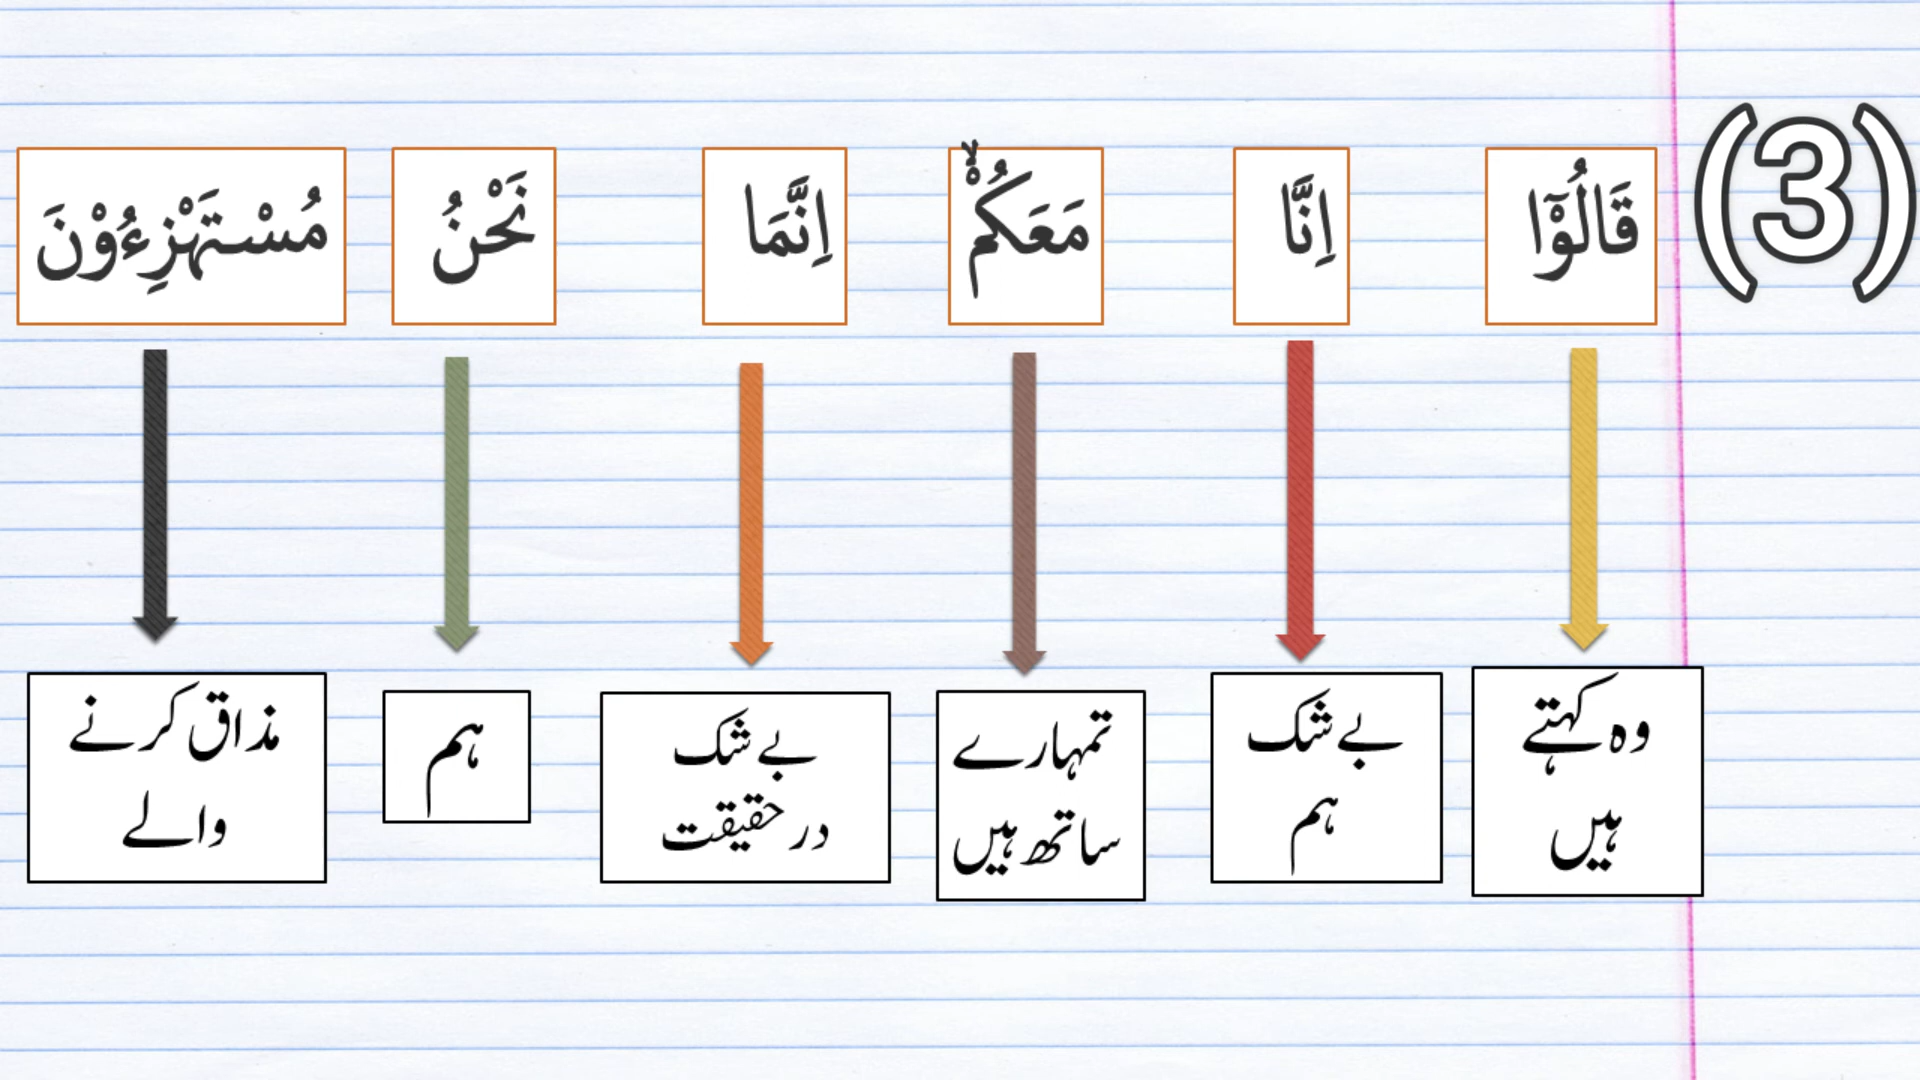 (3)
قَالُوْۤا
اِنَّا
مَعَكُمْۙ
اِنَّمَا
نَحْنُ
مُسْتَهْزِءُوْنَ
وہ کہتے
ہیں
بے شک
ہم
تمہارے
ساتھ ہیں
بے شک
در حقیقت
ہم
مذاق کرنے
والے